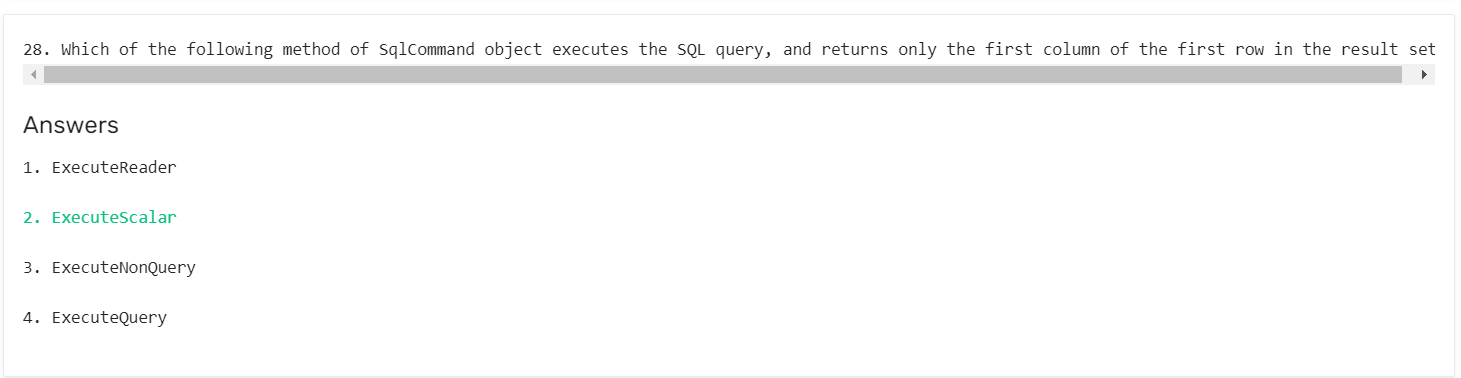 28. Which of the following method of SqlCommand object executes the SQL query, and returns only the first column of the first row in the result set
Answers
1. ExecuteReader
2. ExecuteScalar
3. ExecuteNonQuery
4. ExecuteQuery